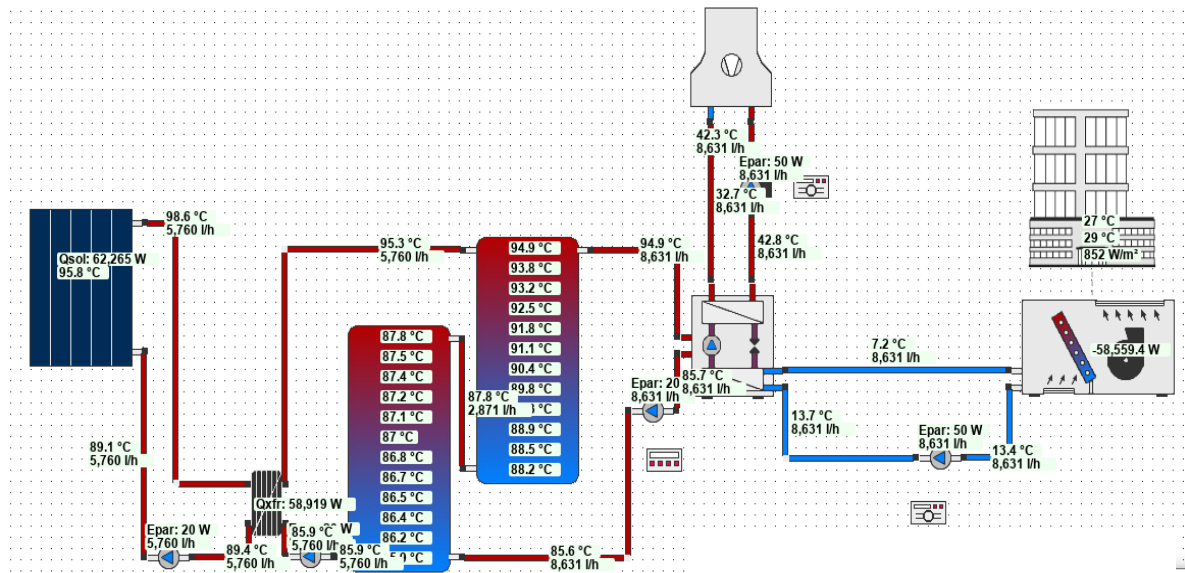 42.3 °C
8,631 l/h
Epar: 50 W
8,631 l/h
32.7 °C
8,631 l/h
42.8 °C
8,631 l/h
98.6 °C
5,760 l/h
27 °C
29 °C
852 W/m²
Qsol: 62,265 W
95.8 °C
95.3 °C
5,760 l/h
94.9 °C
93.8 °C
93.2 °C
92.5 °C
91.8 °C
91.1 °C
90.4 °C
89.8 °C
88.9 °C
88.5 °C
88.2 °C
94.9 °C
8,631 l/h
87.8 °C
87.5 °C
87.4 °C
87.2 °C
87.1 °C
87 °C
86.8 °C
86.7 °C
86.5 °C
86.4 °C
86.2 °C
87.8 °C
2,871 l/h
Epar: 20
8,631 l/h
85.7 °C
8,631 l/h
7.2 °C
8,631 l/h
-58,559.4 W
13.7 °C
8,631 l/h
Epar: 50 W
8,631 l/h
13.4 °C
8,631 l/h
89.1 °C
5,760 l/h
Qxfr: 58,919 W
Epar: 20 W
5,760 l/h
89.4 °C
5,760 l/h
85.9 °C
5,760 l/h
85.9 °C
5,760 l/h
85.6 °C
8,631 l/h